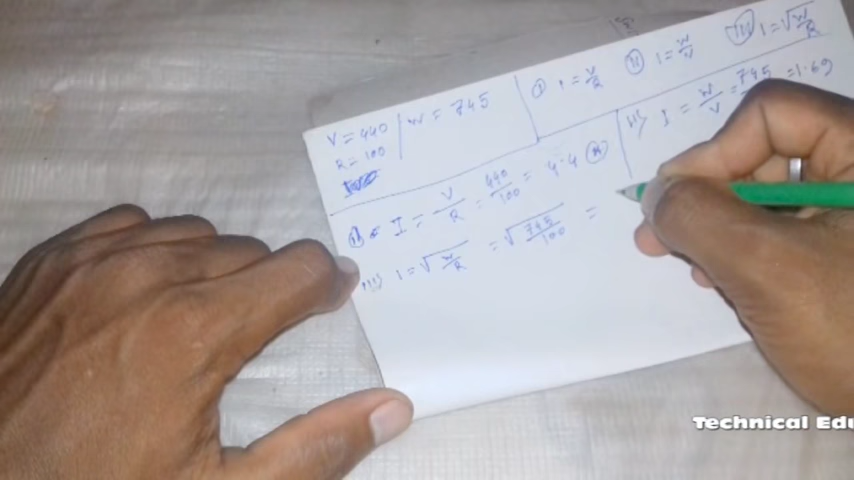 V = 440
R = 100
W = 745
I) I = V/R
II) I = W/V
III) I = √W/R
I = V/R = 440/100 = 4.4 (A)
III) I = √W/R = √745/100 =
II) I = W/V = 745 = 1.69
Technical Edu